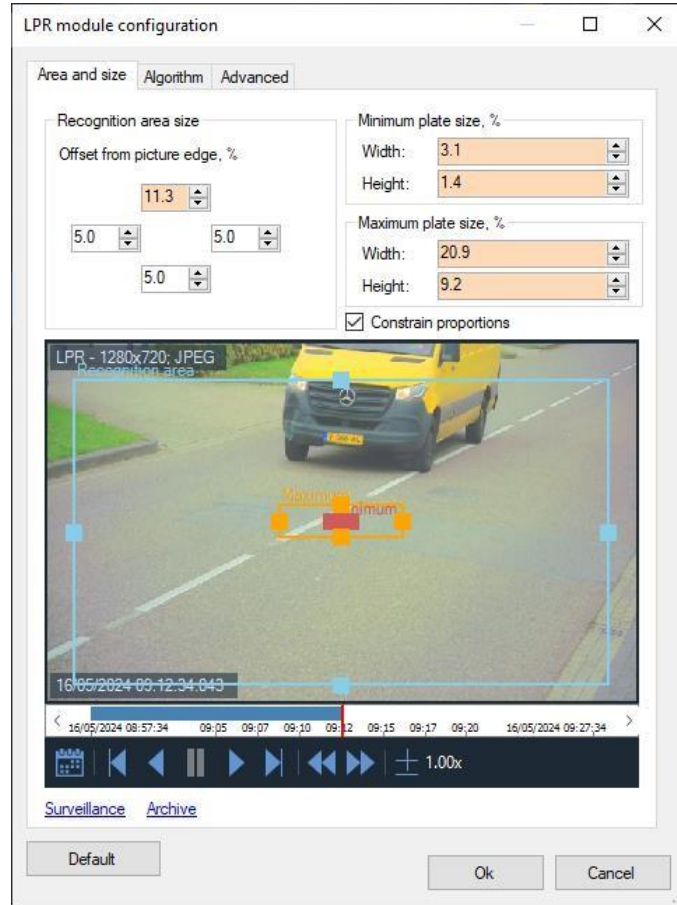 LPR module configuration
Area and size Algorithm Advanced
Recognition area size
Offset from picture edge, %
11.3
5.0 5.0
5.0
Minimum plate size, %
Width: 3.1
Height: 1.4
Maximum plate size, %
Width: 20.9
Height: 9.2
Constrain proportions
LPR - 1280x720; JPEG
Recognition area
Maximum
nimum
16/05/2024 09:12:34.043
16/05/2024 08:57:34 09:05 09:07 09:10 09:12 09:15 09:17 09:20 16/05/2024 09:27:34
1.00x
Surveillance Archive
Default
Ok Cancel